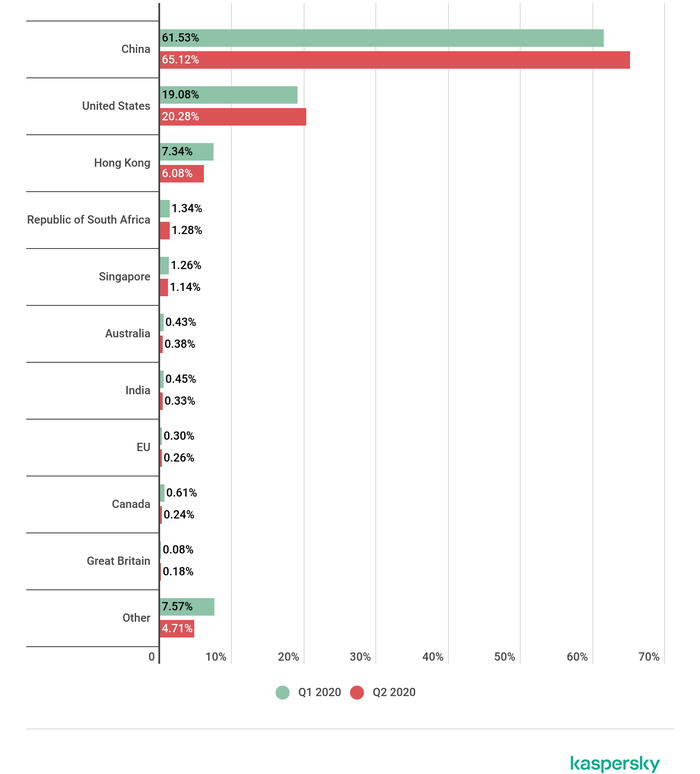 China
61.53%
65.12%
United States
19.08%
20.28%
Hong Kong
7.34%
6.08%
Republic of South Africa
1.34%
1.28%
Singapore
1.26%
1.14%
Australia
0.43%
0.38%
India
0.45%
0.33%
EU
0.30%
0.26%
Canada
0.61%
0.24%
Great Britain
0.08%
0.18%
Other
7.57%
4.71%
0 10% 20% 30% 40% 50% 60% 70%
Q1 2020 Q2 2020
kaspersky